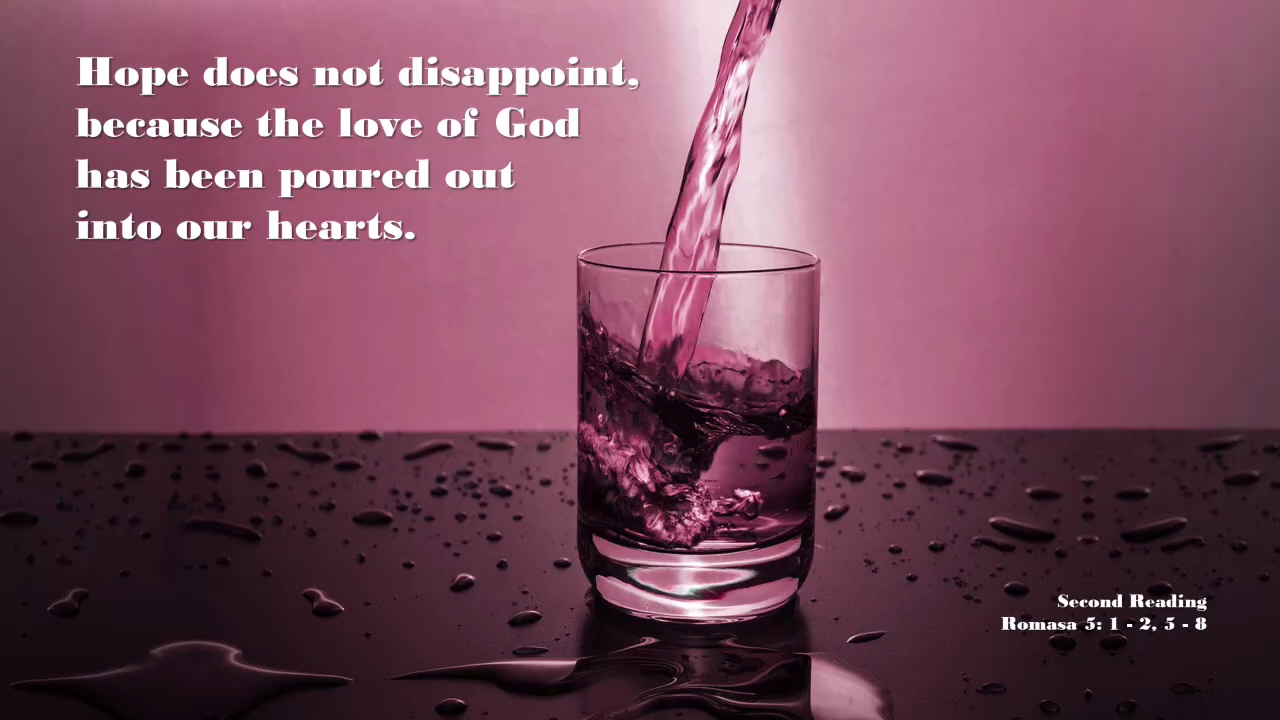 Hope does not disappoint,
because the love of God
has been poured out
into our hearts.
Second Reading
Romasa 5: 1 - 2, 5 - 8